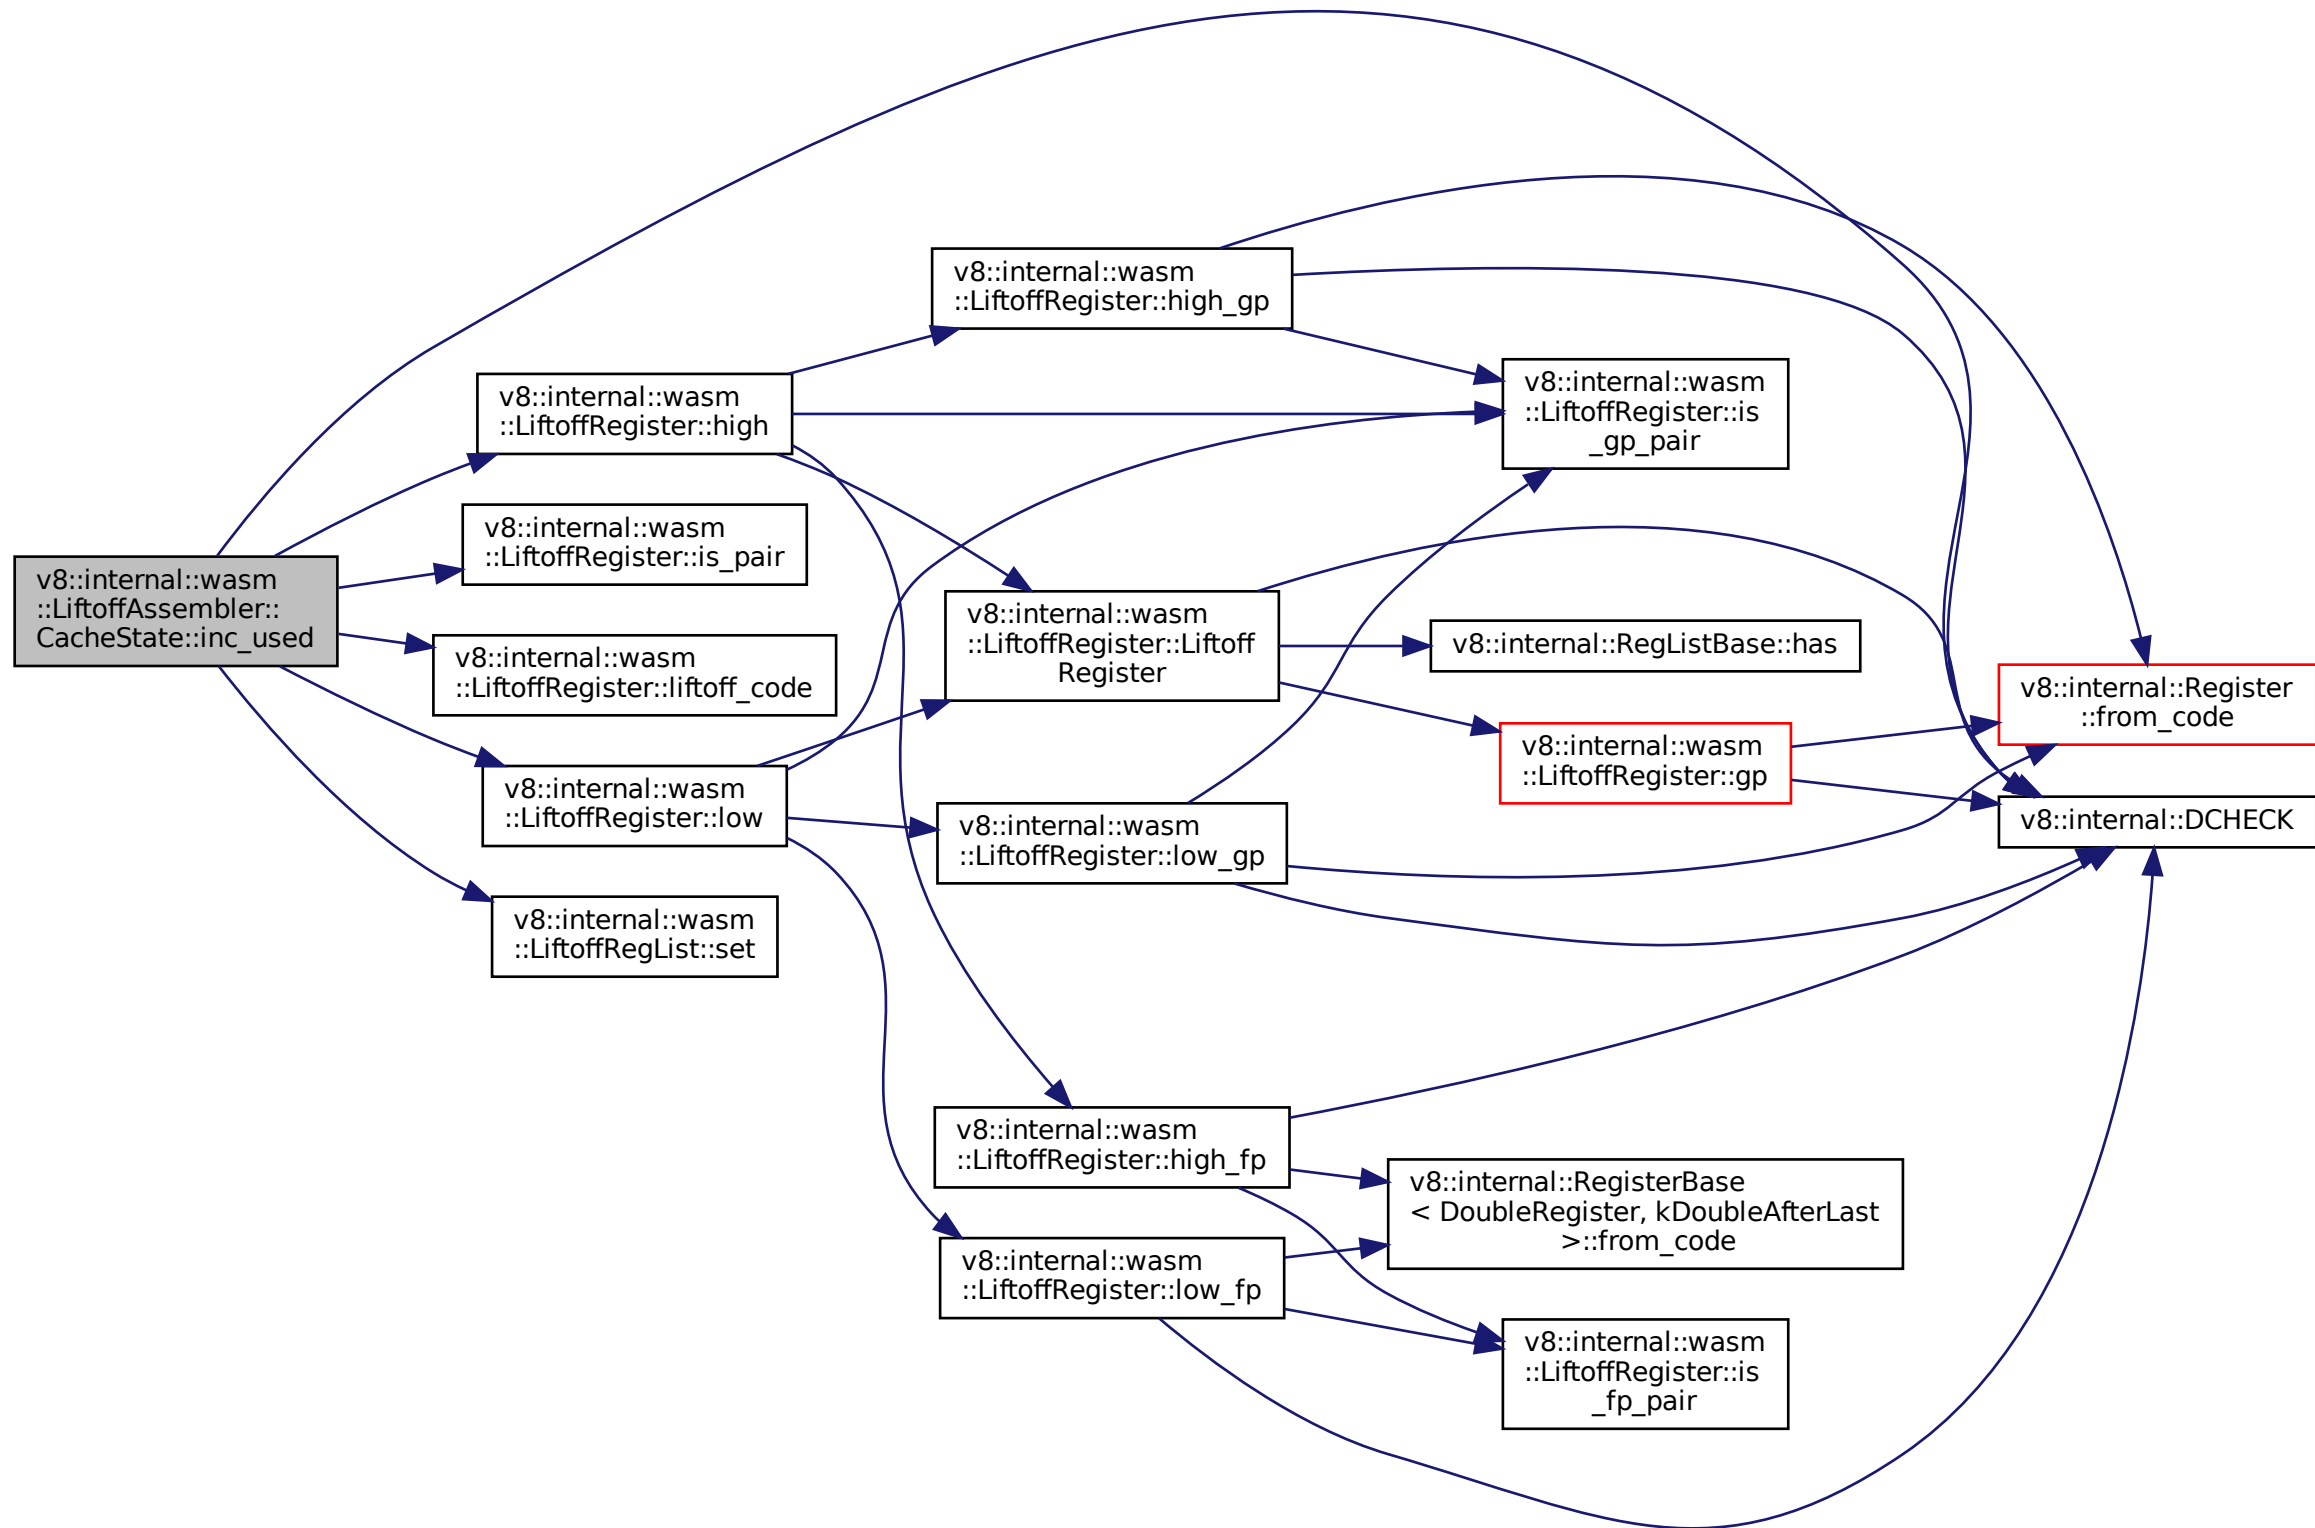 v8::internal::wasm
::LiftoffAssembler::
CacheState::inc_used
v8::internal::wasm
::LiftoffRegister::high
v8::internal::wasm
::LiftoffRegister::is_pair
v8::internal::wasm
::LiftoffRegister::liftoff_code
v8::internal::wasm
::LiftoffRegister::low
v8::internal::wasm
::LiftoffRegList::set
v8::internal::wasm
::LiftoffRegister::high_gp
v8::internal::wasm
::LiftoffRegister::Liftoff
Register
v8::internal::wasm
::LiftoffRegister::low_gp
v8::internal::wasm
::LiftoffRegister::high_fp
v8::internal::wasm
::LiftoffRegister::low_fp
v8::internal::wasm
::LiftoffRegister::is
_gp_pair
v8::internal::RegListBase::has
v8::internal::wasm
::LiftoffRegister::gp
v8::internal::RegisterBase
< DoubleRegister, kDoubleAfterLast
>::from_code
v8::internal::wasm
::LiftoffRegister::is
_fp_pair
v8::internal::Register
::from_code
v8::internal::DCHECK